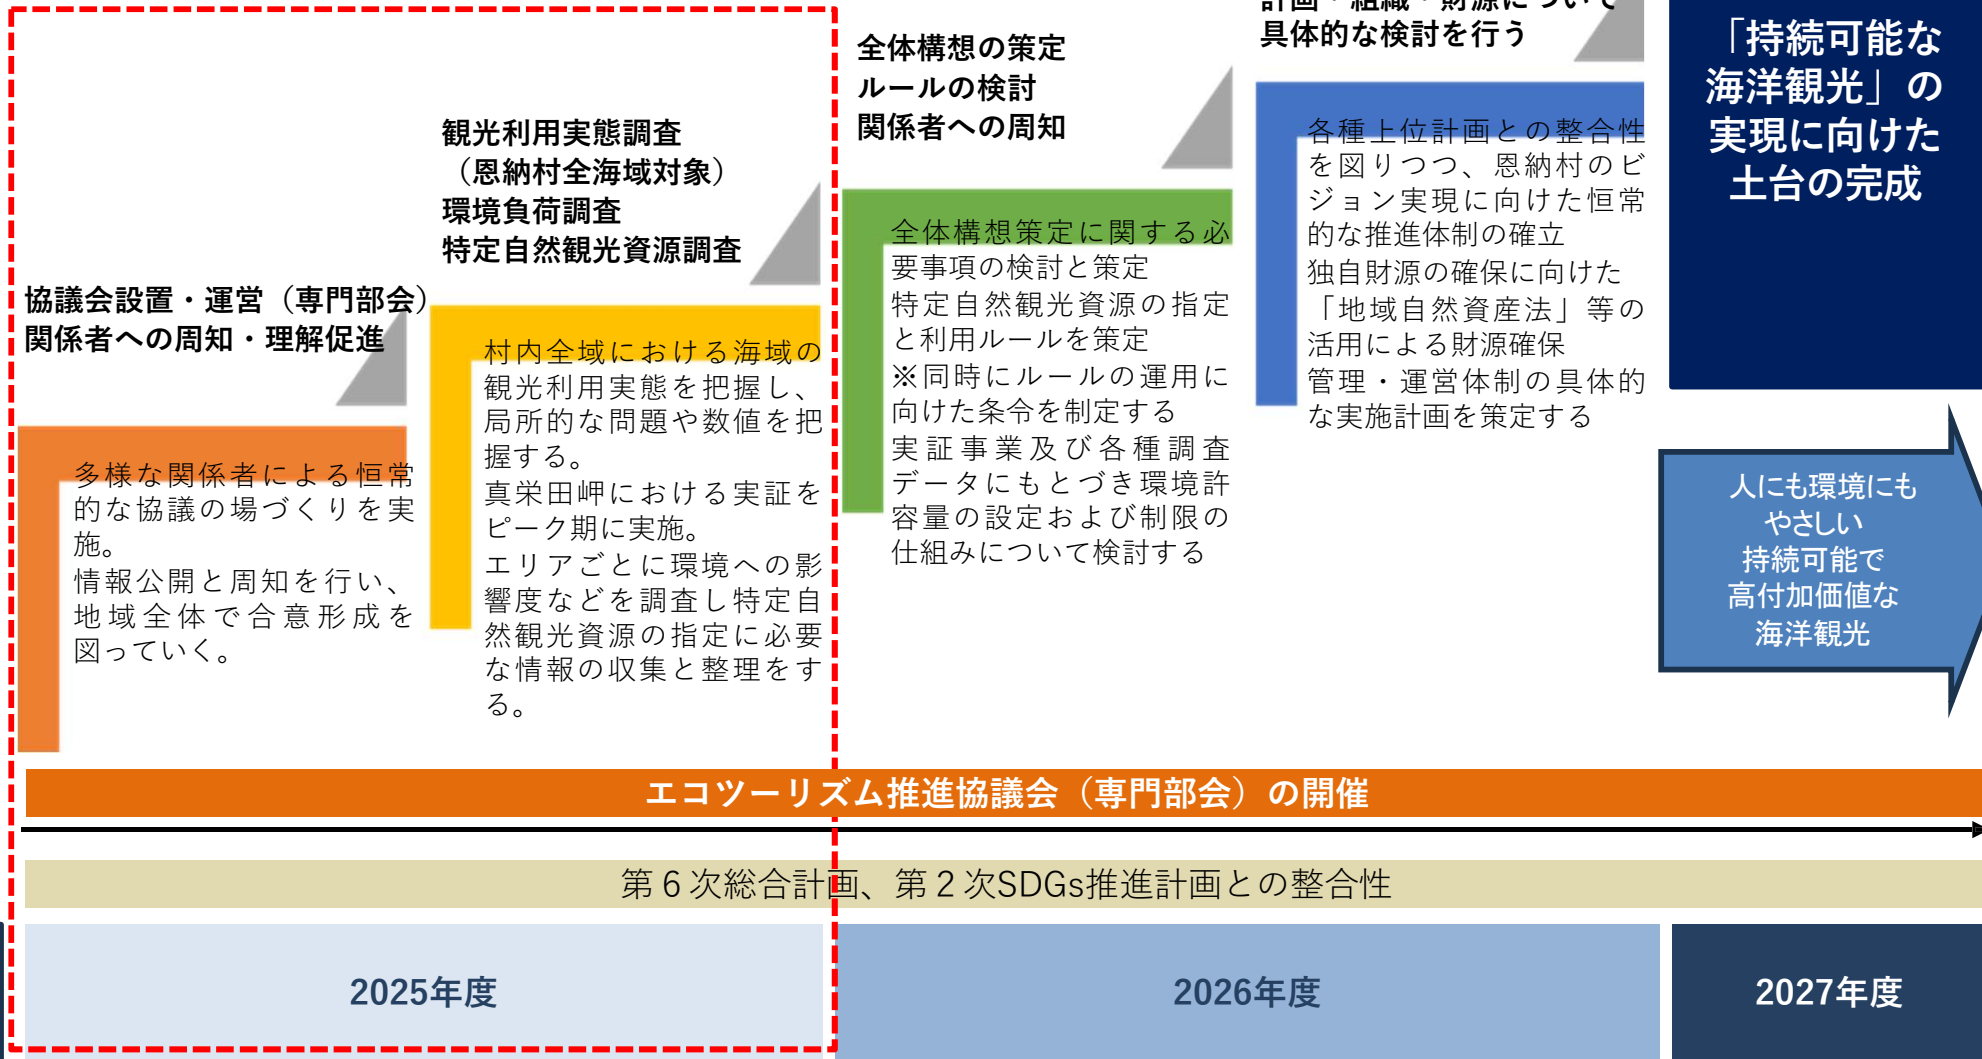 協議会設置・運営（専門部会）
関係者への周知・理解促進
多様な関係者による恒常
的な協議の場づくりを実
施。
情報公開と周知を行い、
地域全体で合意形成を
図っていく。
観光利用実態調査
（恩納村全海域対象）
環境負荷調査
特定自然観光資源調査
村内全域における海域の
観光利用実態を把握し、
局所的な問題や数値を把
握する。
真栄田岬における実証を
ピーク期に実施。
エリアごとに環境への影
響度などを調査し特定自
然観光資源の指定に必要
な情報の収集と整理をす
る。
全体構想の策定
ルールの検討
関係者への周知
全体構想策定に関する必
要事項の検討と策定
特定自然観光資源の指定
と利用ルールを策定
※同時にルールの運用に
向けた条令を制定する
実証事業及び各種調査
データにもとづき環境許
容量の設定および制限の
仕組みについて検討する
計画・組織・財源について
具体的な検討を行う
各種上位計画との整合性
を図りつつ、恩納村のビ
ジョン実現に向けた恒常
的な推進体制の確立
独自財源の確保に向けた
「地域自然資産法」等の
活用による財源確保
管理・運営体制の具体的
な実施計画を策定する
「持続可能な
海洋観光」の
実現に向けた
土台の完成
人にも環境にも
やさしい
持続可能で
高付加価値な
海洋観光
エコツーリズム推進協議会（専門部会）の開催
第６次総合計画、第２次SDGs推進計画との整合性
2025年度
2026年度
2027年度